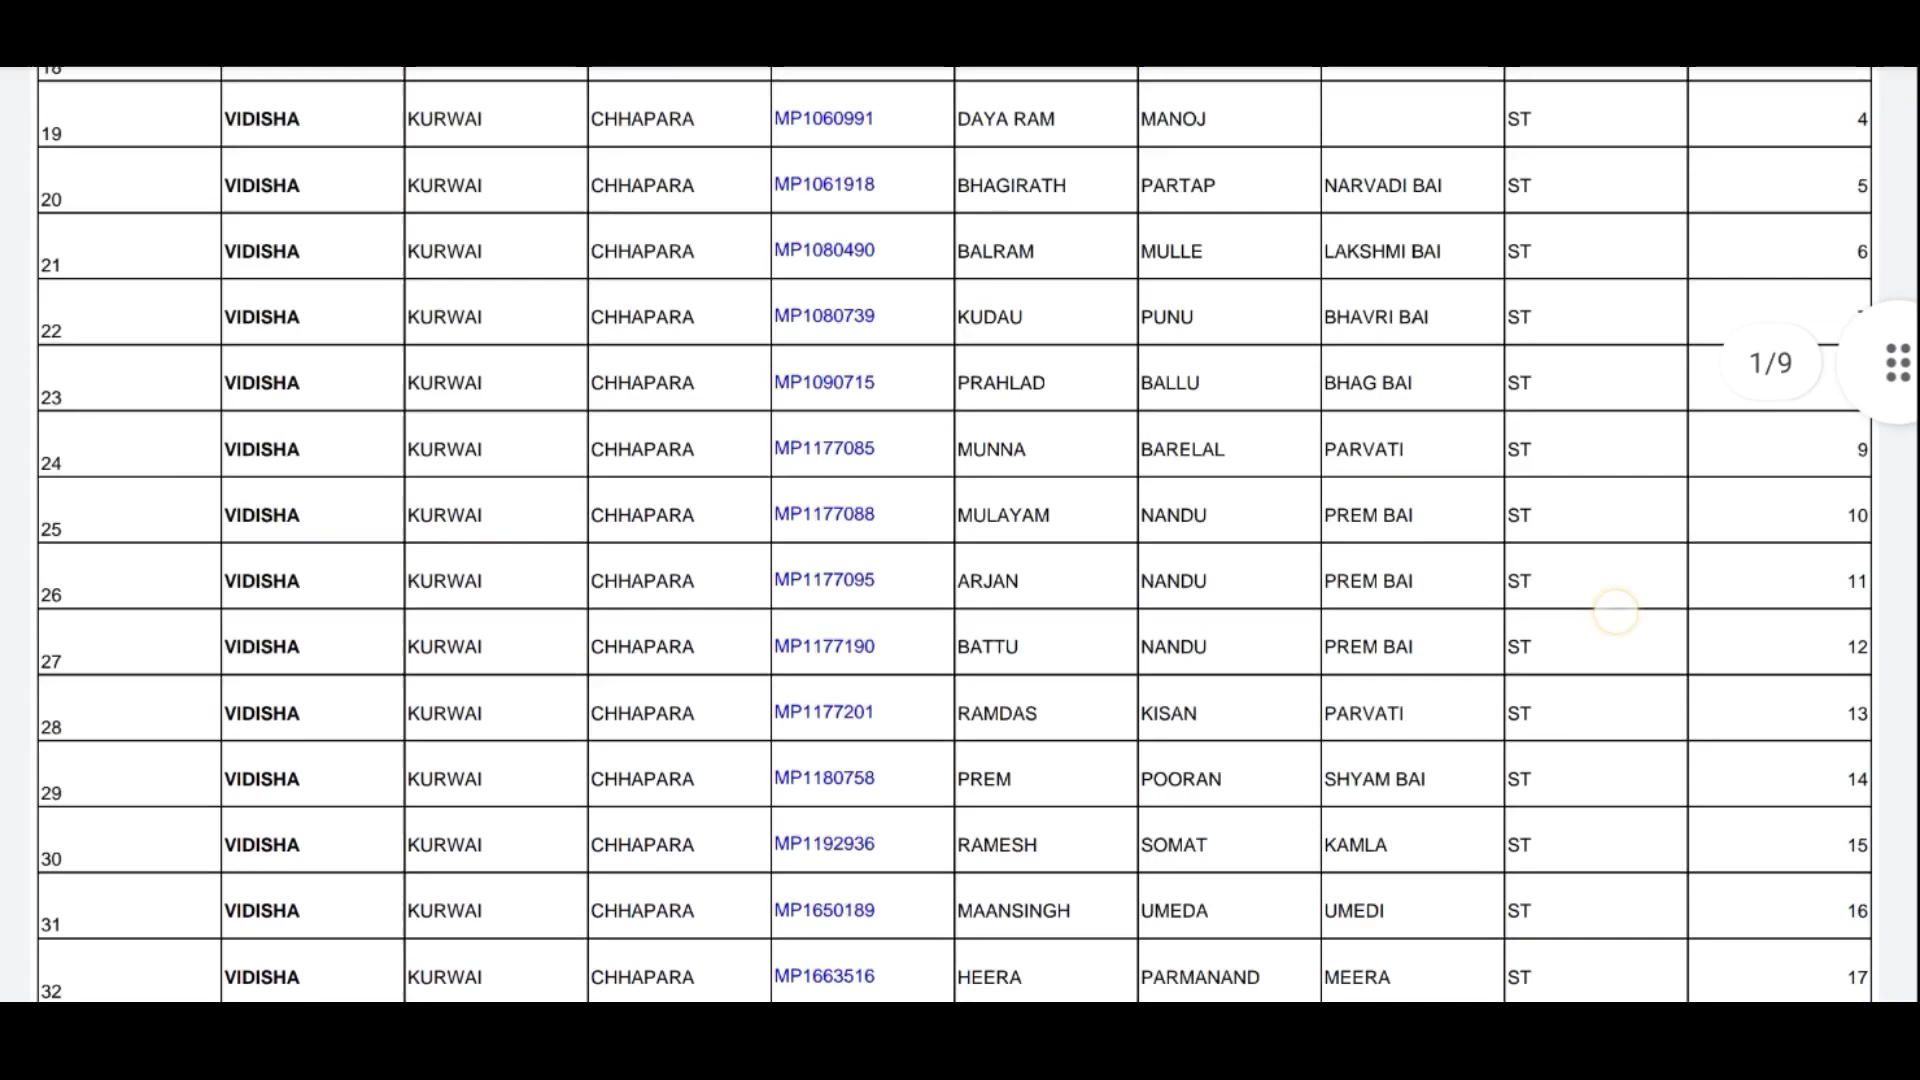 19 VIDISHA KURWAI CHHAPARA MP1060991 DAYA RAM MANOJ ST 4
20 VIDISHA KURWAI CHHAPARA MP1061918 BHAGIRATH PARTAP NARVADI BAI ST 5
21 VIDISHA KURWAI CHHAPARA MP1080490 BALRAM MULLE LAKSHMI BAI ST 6
22 VIDISHA KURWAI CHHAPARA MP1080739 KUDAU PUNU BHAVRI BAI ST
1/9
23 VIDISHA KURWAI CHHAPARA MP1090715 PRAHLAD BALLU BHAG BAI ST
24 VIDISHA KURWAI CHHAPARA MP1177085 MUNNA BARELAL PARVATI ST 9
25 VIDISHA KURWAI CHHAPARA MP1177088 MULAYAM NANDU PREM BAI ST 10
26 VIDISHA KURWAI CHHAPARA MP1177095 ARJAN NANDU PREM BAI ST 11
27 VIDISHA KURWAI CHHAPARA MP1177190 BATTU NANDU PREM BAI ST 12
28 VIDISHA KURWAI CHHAPARA MP1177201 RAMDAS KISAN PARVATI ST 13
29 VIDISHA KURWAI CHHAPARA MP1180758 PREM POORAN SHYAM BAI ST 14
30 VIDISHA KURWAI CHHAPARA MP1192936 RAMESH SOMAT KAMLA ST 15
31 VIDISHA KURWAI CHHAPARA MP1650189 MAANSINGH UMEDA UMEDI ST 16
32 VIDISHA KURWAI CHHAPARA MP1663516 HEERA PARMANAND MEERA ST 17